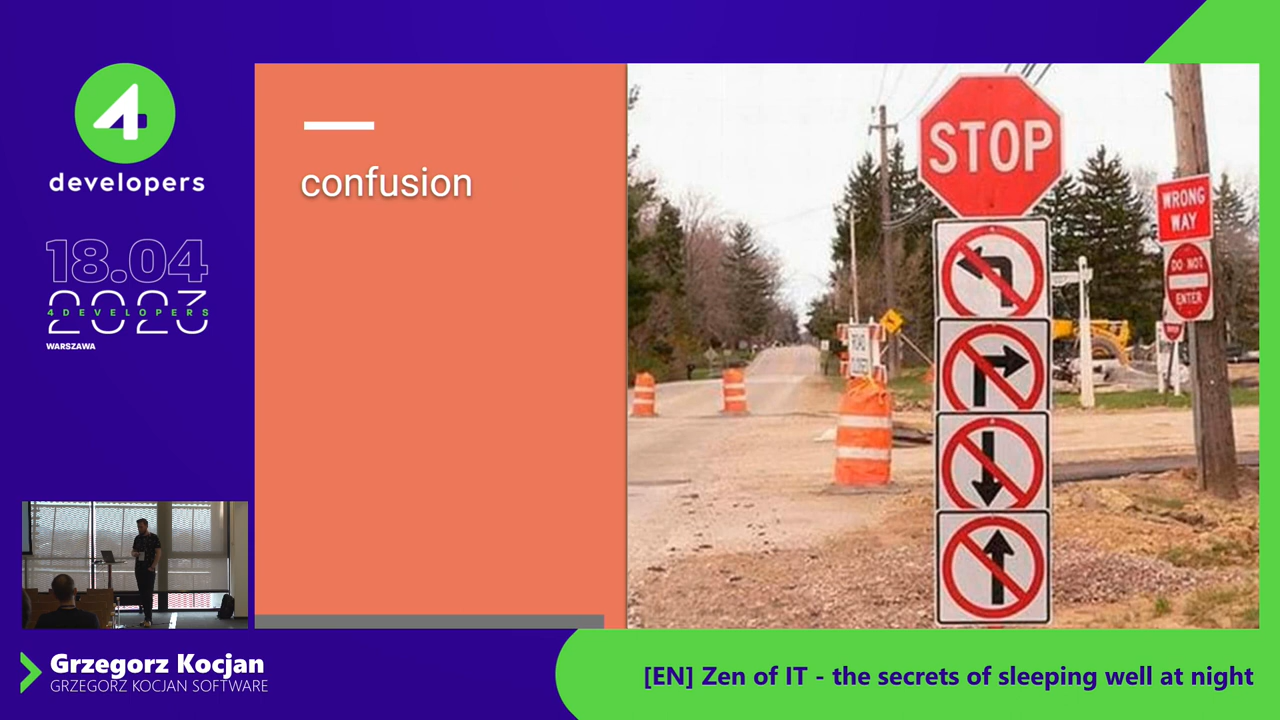 4
developers
18.04
2023
4DEVELOPERS
WARSZAWA
confusion
STOP
WRONG
WAY
DO NOT
ENTER
ROAD
Grzegorz Kocjan
GRZEGORZ KOCJAN SOFTWARE
[EN] Zen of IT - the secrets of sleeping well at night